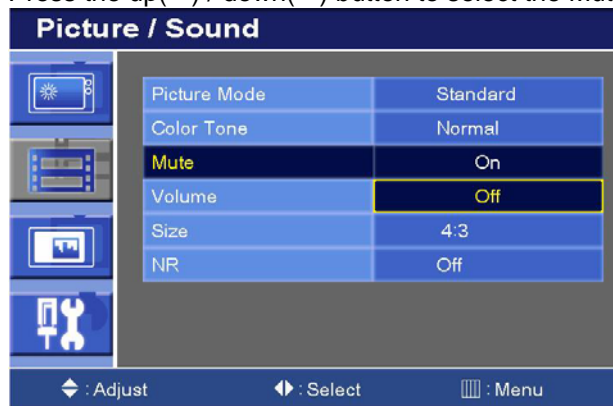 Picture / Sound
Picture Mode Standard
Color Tone Normal
Mute On
Volume Off
Size 4:3
NR Off
: Adjust : Select : Menu